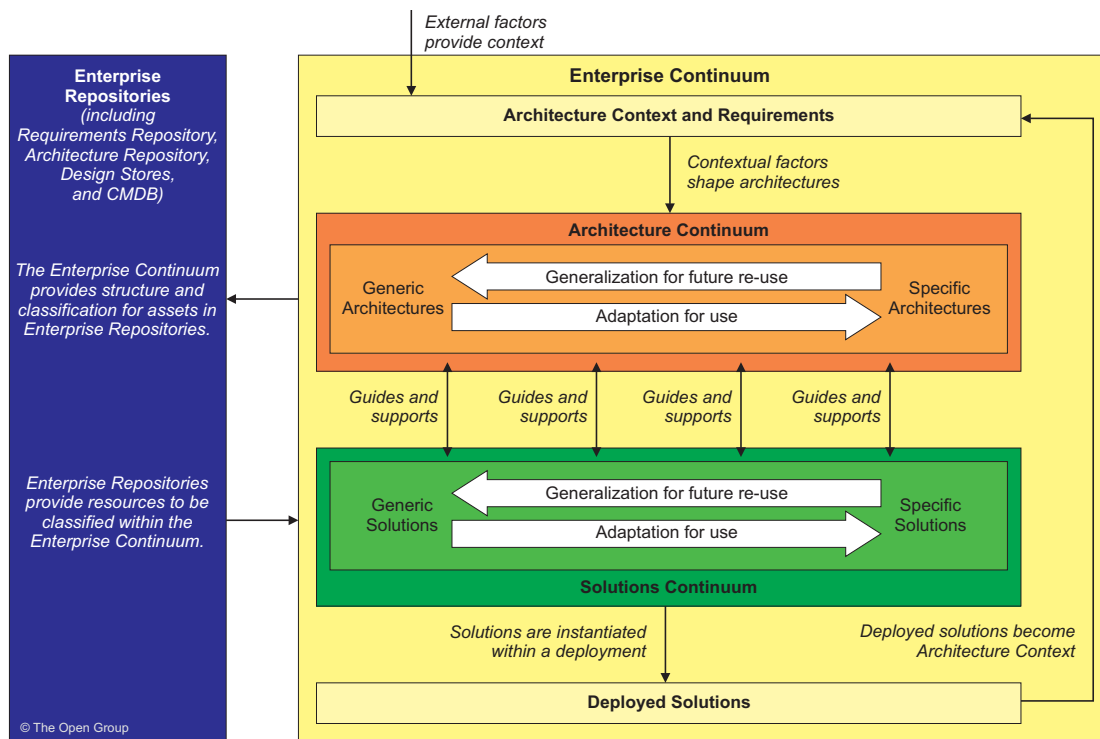 External factors
provide context
Enterprise
Repositories
(including
Requirements Repository,
Architecture Repository,
Design Stores,
and CMDB)
The Enterprise Continuum
provides structure and
classification for assets in
Enterprise Repositories.
Enterprise Repositories
provide resources to be
classified within the
Enterprise Continuum.
© The Open Group
Enterprise Continuum
Architecture Context and Requirements
Contextual factors
shape architectures
Architecture Continuum
Generic
Architectures
Generalization for future re-use
Adaptation for use
Specific
Architectures
Guides and
supports
Guides and
supports
Guides and
supports
Guides and
supports
Generic
Solutions
Generalization for future re-use
Adaptation for use
Specific
Solutions
Solutions Continuum
Solutions are instantiated
within a deployment
Deployed solutions become
Architecture Context
Deployed Solutions